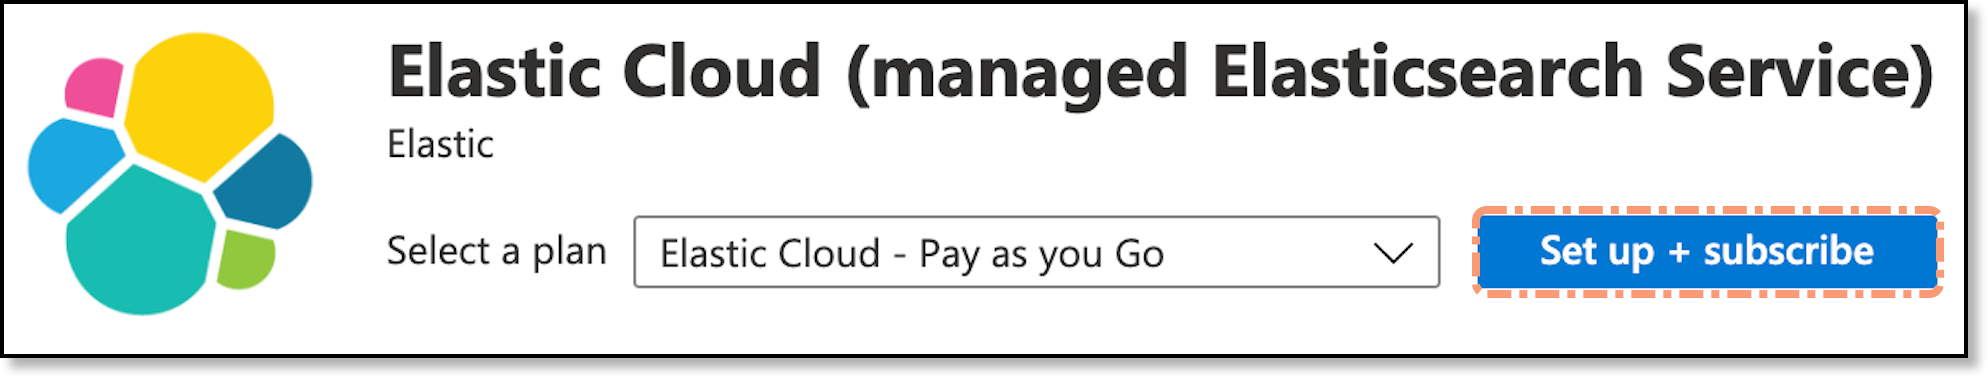 Elastic Cloud (managed Elasticsearch Service)
Elastic
Select a plan Elastic Cloud - Pay as you Go Set up + subscribe